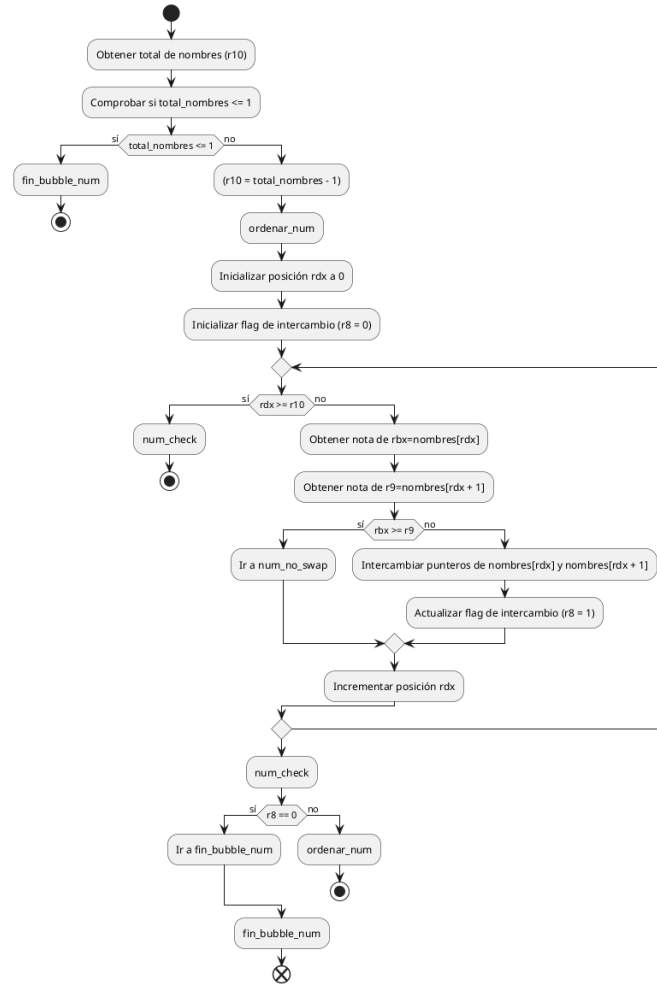 Obtener total de nombres (r10)
Comprobar si total_nombres <= 1
sí
total_nombres <= 1
no
fin_bubble_num
(r10 = total_nombres - 1)
ordenar_num
Inicializar posición rdx a 0
Inicializar flag de intercambio (r8 = 0)
sí
rdx >= r10
no
num_check
Obtener nota de rbx=nombres[rdx]
Obtener nota de r9=nombres[rdx + 1]
sí
rbx >= r9
no
Ir a num_no_swap
Intercambiar punteros de nombres[rdx] y nombres[rdx + 1]
Actualizar flag de intercambio (r8 = 1)
Incrementar posición rdx
num_check
sí
r8 == 0
no
Ir a fin_bubble_num
ordenar_num
fin_bubble_num